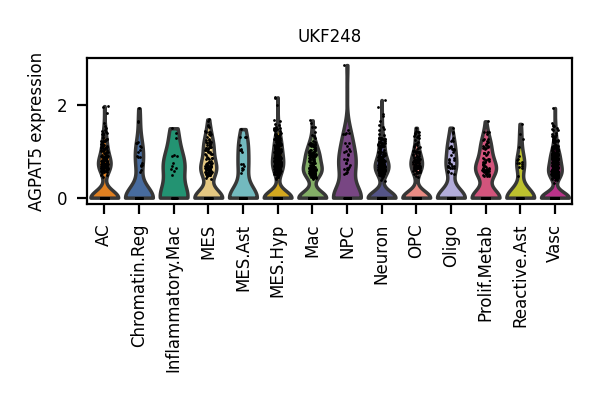 UKF248
AGPAT5 expression
2
0
AC
Chromatin.Reg
Inflammatory.Mac
MES
MES.Ast
MES.Hyp
Mac
NPC
Neuron
OPC
Oligo
Prolif.Metab
Reactive.Ast
Vasc